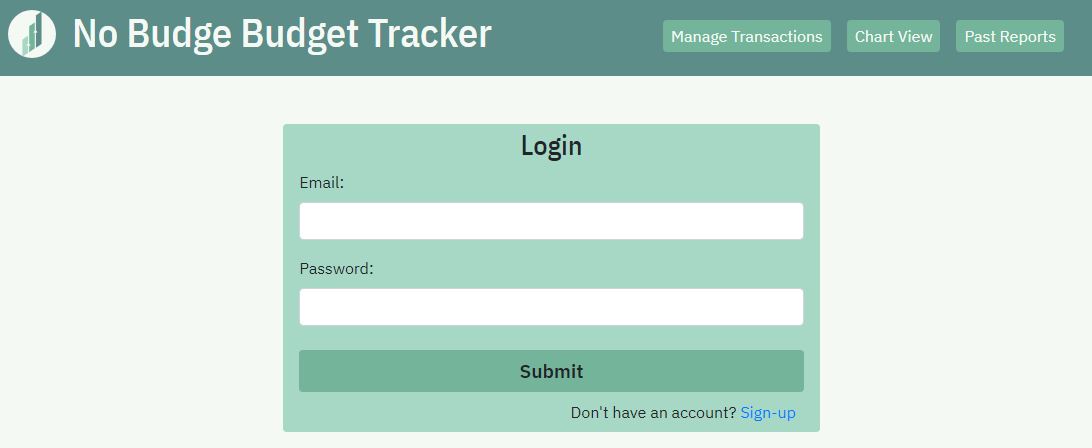 No Budge Budget Tracker
Manage Transactions
Chart View
Past Reports
Login
Email:
Password:
Submit
Don't have an account? Sign-up